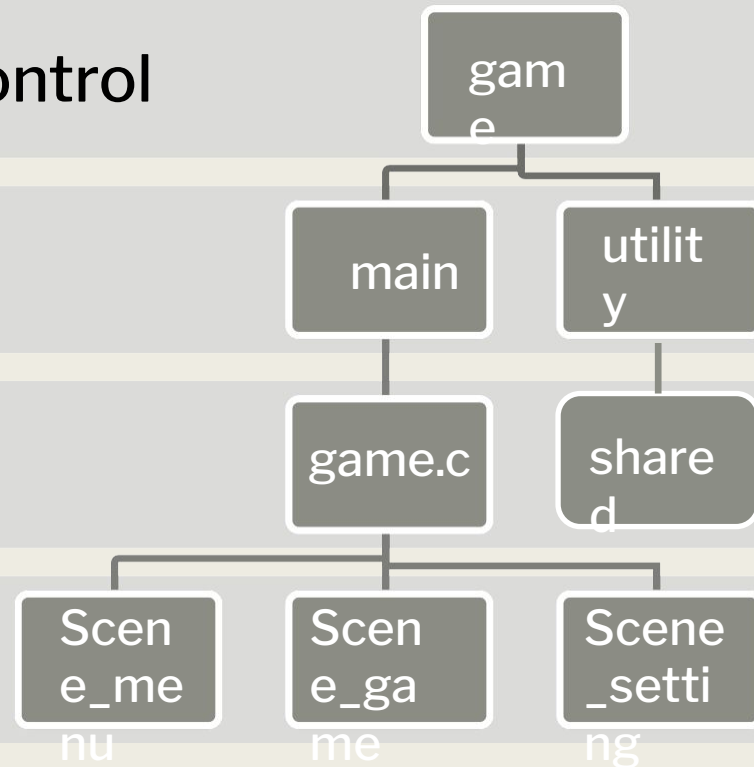 ontrol
gam
e
main
utilit
y
game.c
share
d
Scen
e_me
nu
Scen
e_ga
me
Scene
_setti
ng